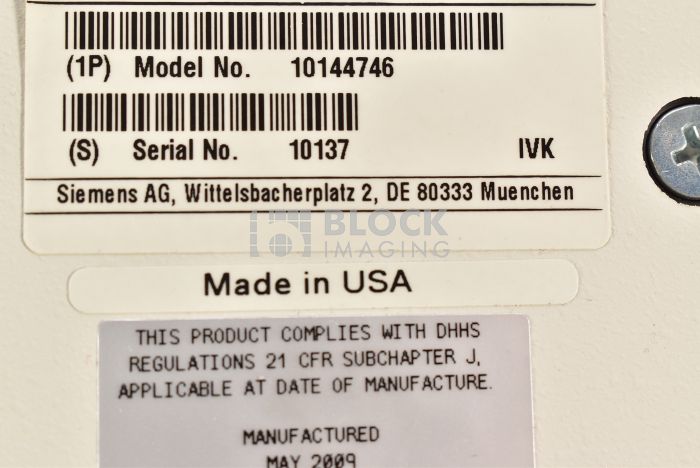 (1P) Model No. 10144746
(S) Serial No. 10137 IVK
Siemens AG, Wittelsbacherplatz 2, DE 80333 Muenchen
BLOCK
IMAGING
Made in USA
THIS PRODUCT COMPLIES WITH DHHS
REGULATIONS 21 CFR SUBCHAPTER J,
APPLICABLE AT DATE OF MANUFACTURE.
MANUFACTURED
MAY 2009